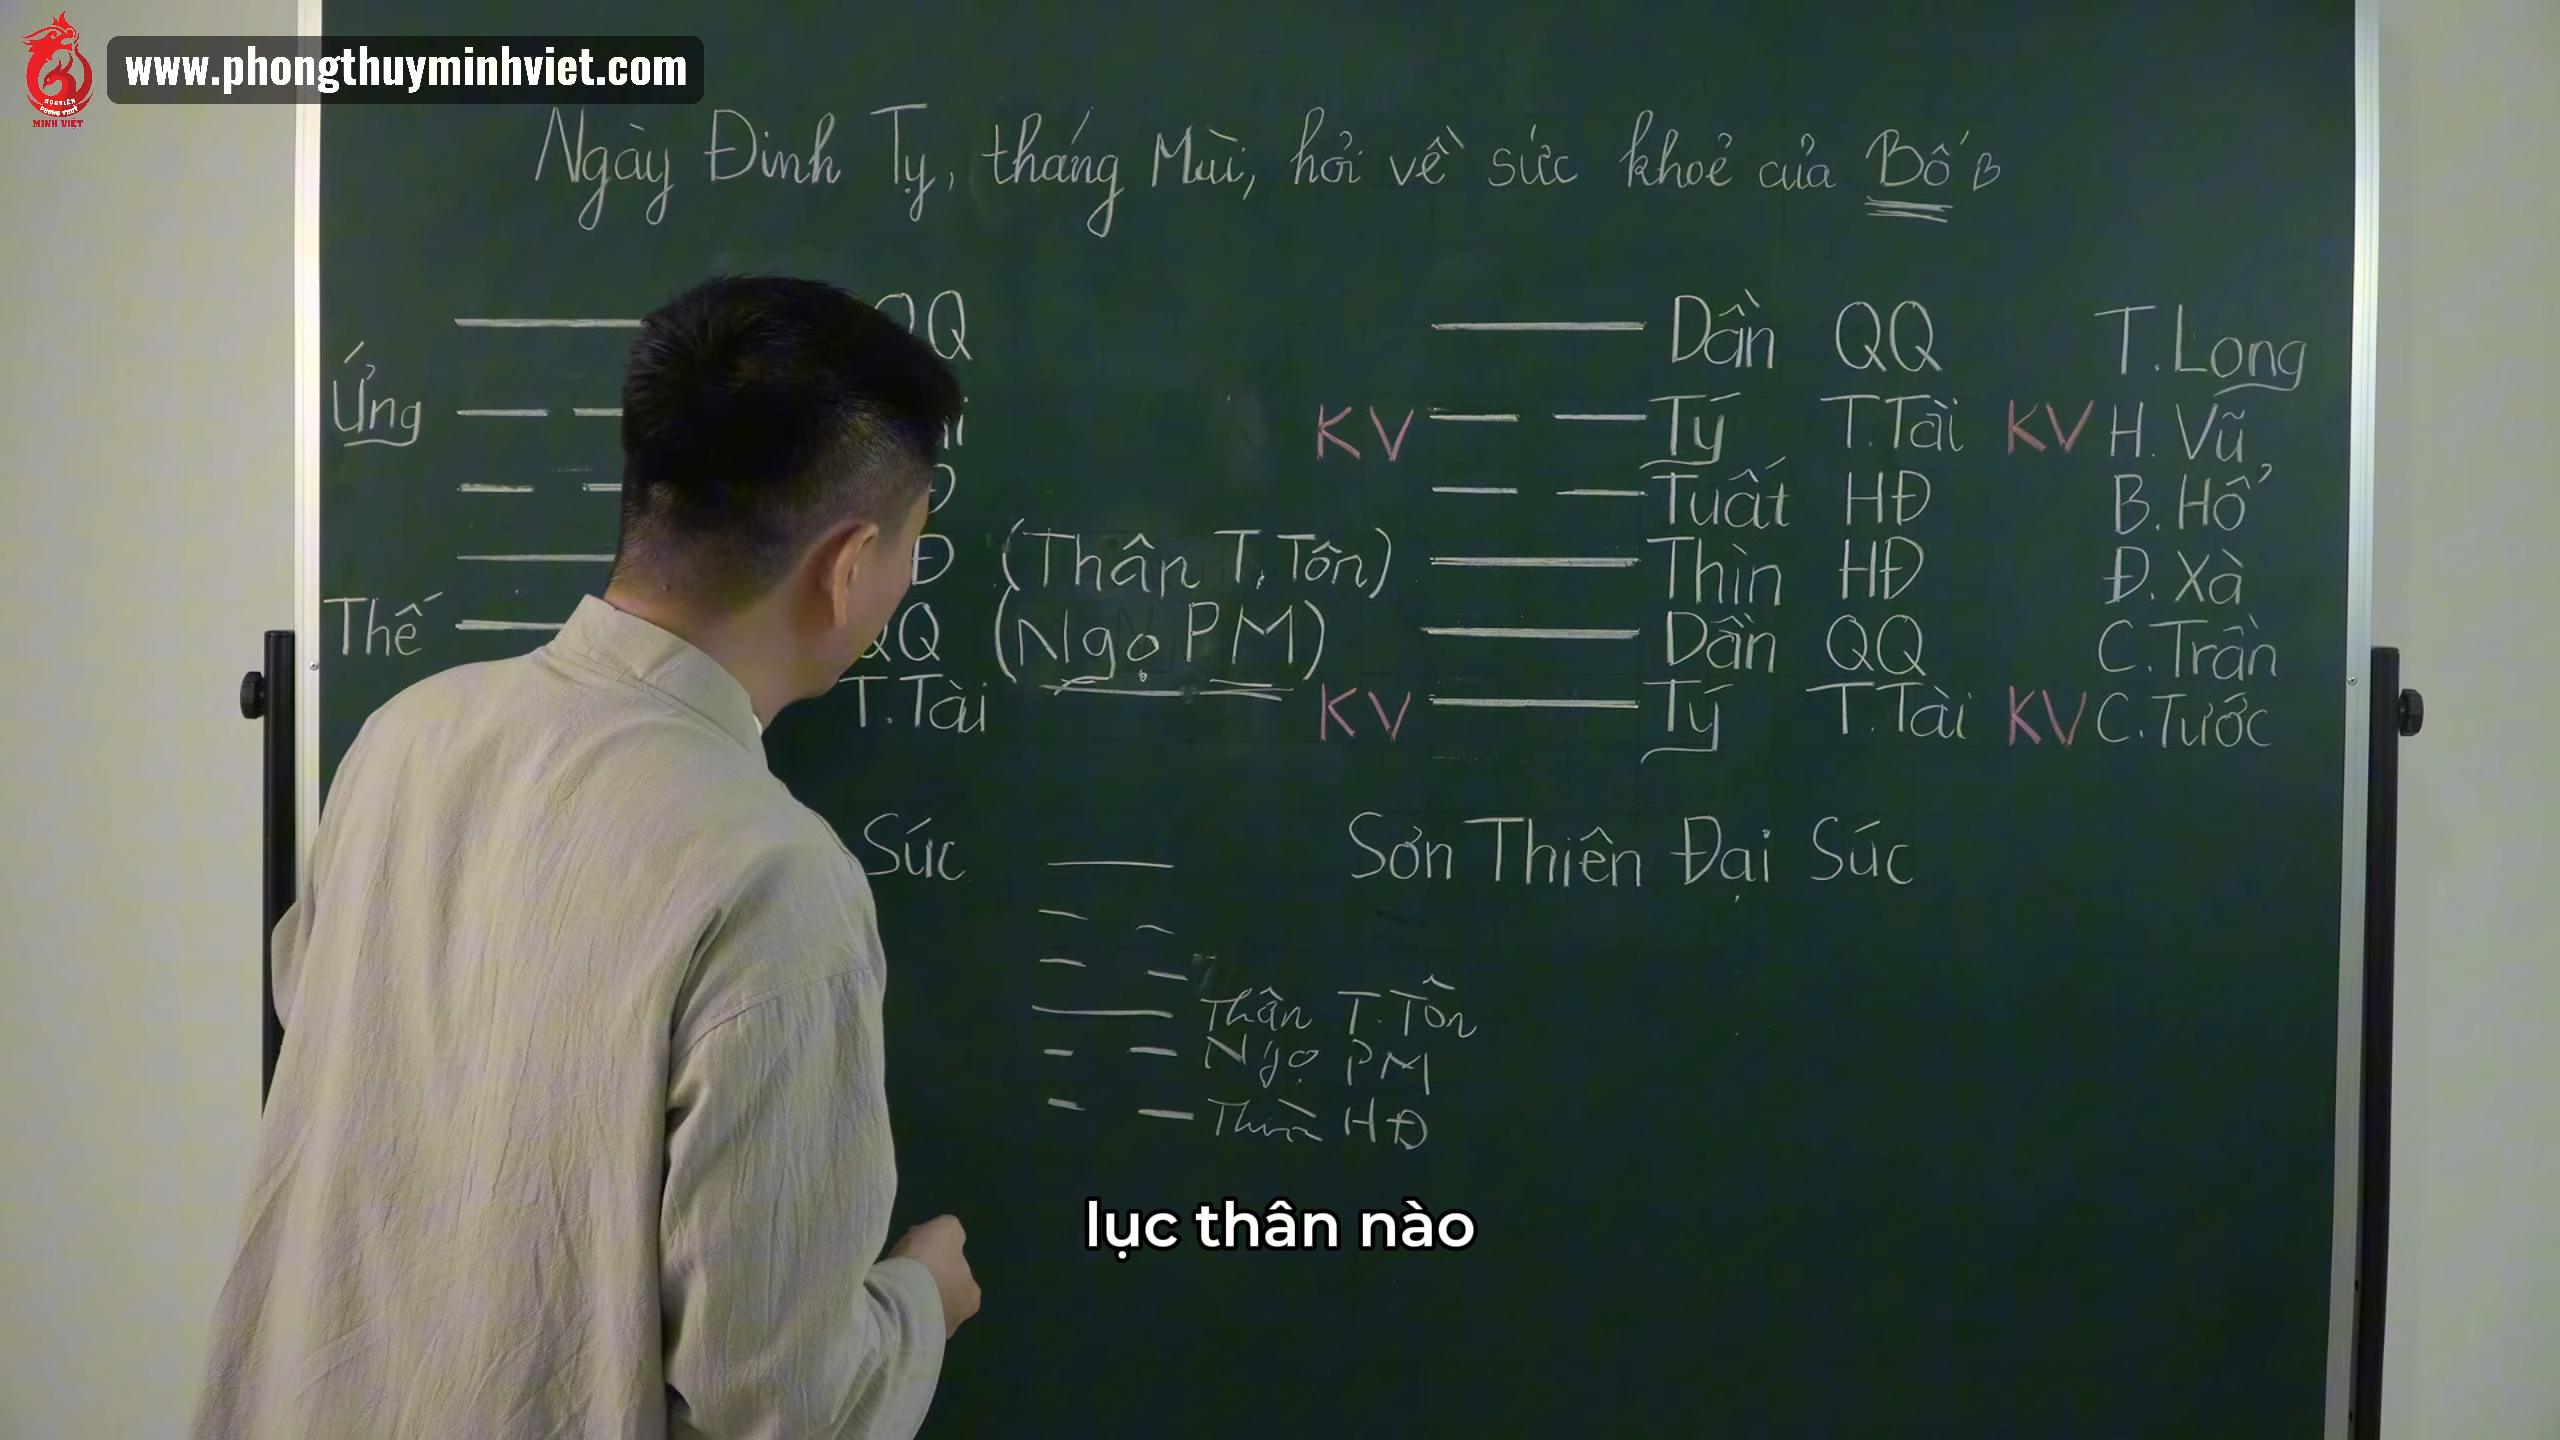 www.phongthuyminhviet.com
MINH VIỆT
Ngày Đinh Tỵ, tháng Mùi, hỏi về sức khoẻ của Bố B
QQ
Dần QQ T.Long
Ứng
KV Tý T.Tài KV H. Vũ
Tuất HĐ B. Hổ
Đ (Thân T.Tôn)
Thìn HĐ Đ. Xà
Thế QQ (Ngọ PM)
Dần QQ C.Trần
T.Tài
KV Tý T.Tài KV C.Tước
Súc
Sơn Thiên Đại Súc
Thân T.Tôn
Ngọ PM
Thìn HĐ
lục thân nào